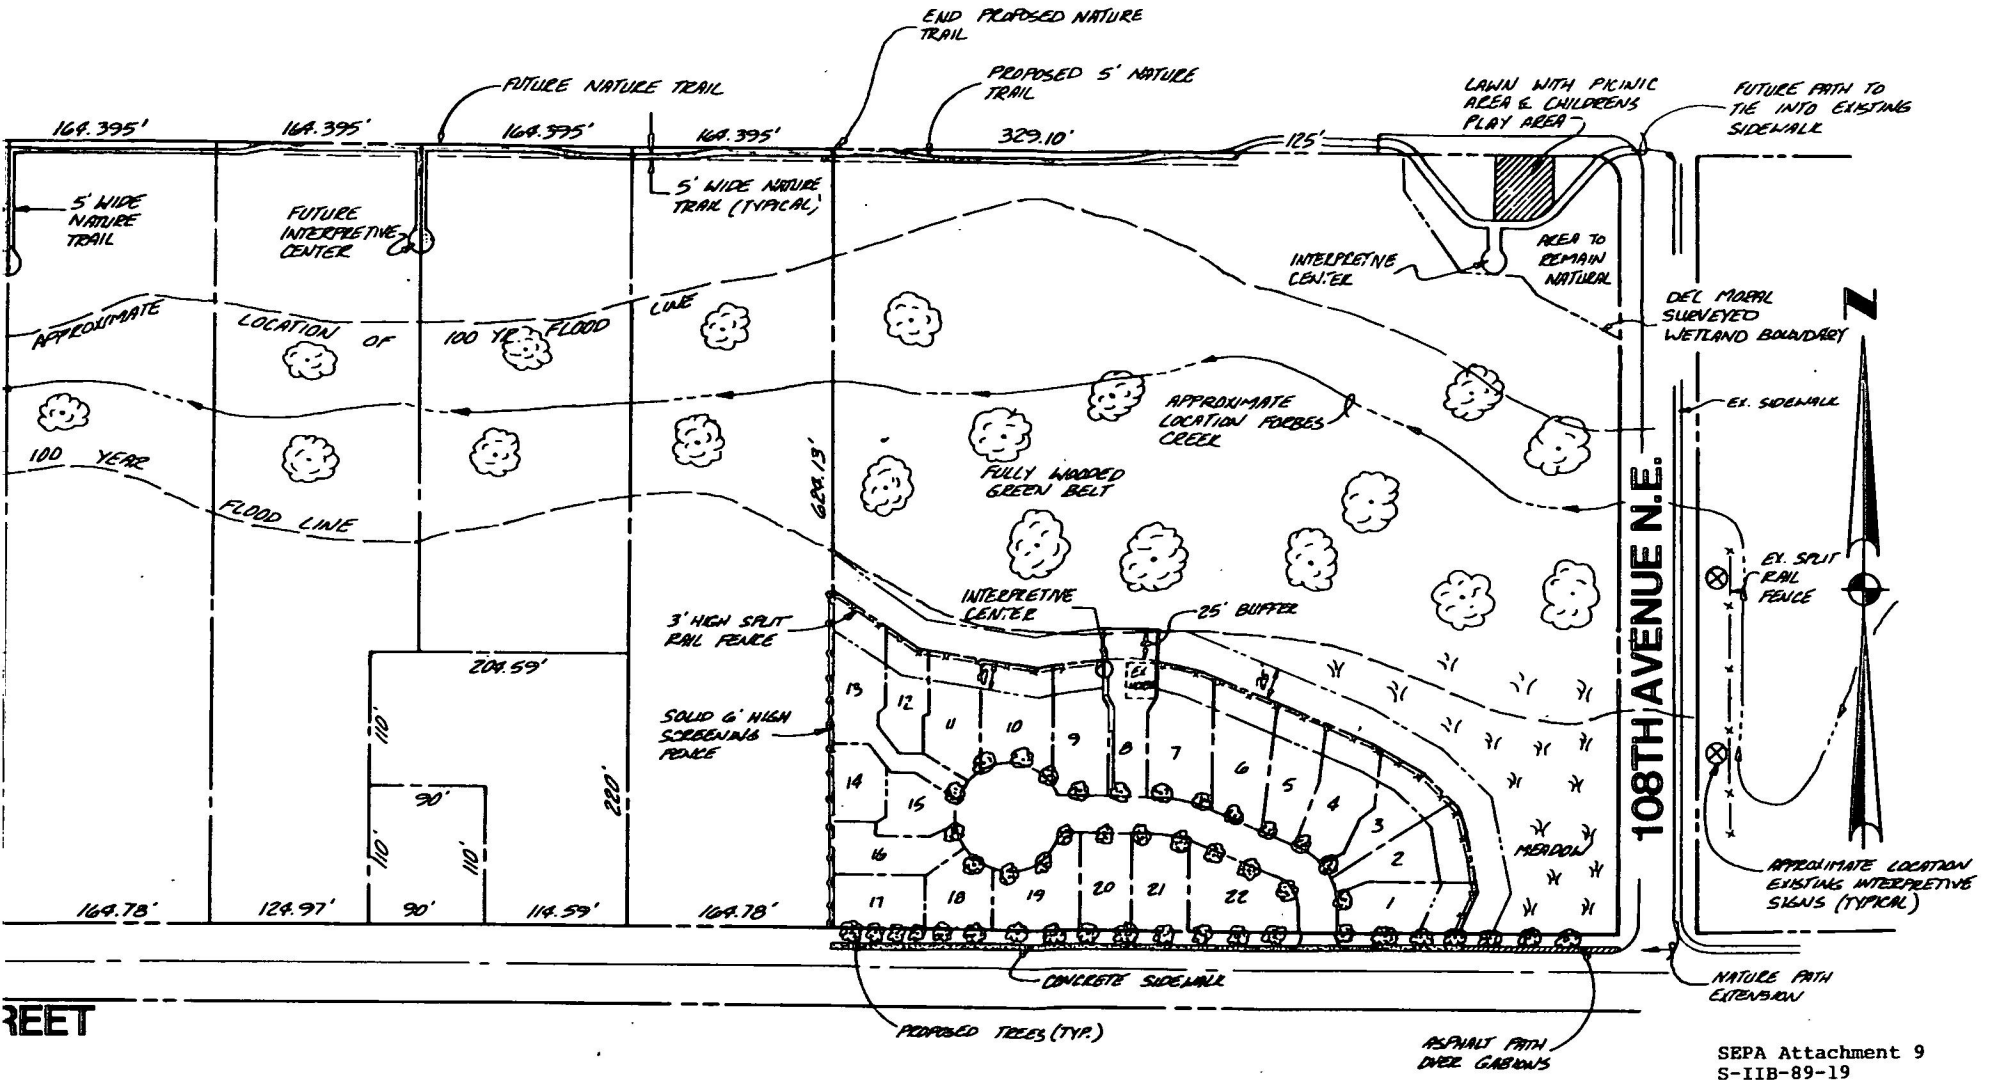 END PROPOSED NATURE
TRAIL
FUTURE NATURE TRAIL
PROPOSED 5' NATURE
TRAIL
LAWN WITH PICINIC
AREA & CHILDRENS
PLAY AREA
FUTURE PATH TO
TIE INTO EXISTING
SIDEWALK
164.395'
164.395'
164.395'
164.395'
329.10'
125'
5' WIDE
NATURE
TRAIL
FUTURE
INTERPRETIVE
CENTER
5' WIDE NATURE
TRAIL (TYPICAL)
INTERPRETIVE
CENTER
AREA TO
REMAIN
NATURAL
DEL MORAL
SURVEYED
WETLAND BOUNDARY
N
APPROXIMATE
LOCATION
OF
100 YR. FLOOD
LINE
EX. SIDEWALK
APPROXIMATE
LOCATION FORBES
CREEK
100 YEAR
FLOOD LINE
624.13'
FULLY WOODED
GREEN BELT
108TH AVENUE N.E.
EX. SPLIT
RAIL
FENCE
INTERPRETIVE
CENTER
25' BUFFER
3' HIGH SPLIT
RAIL FENCE
204.59'
110'
220'
90'
110'
110'
SOLID 6' HIGH
SCREENING
FENCE
13
12
11
10
9
8
7
6
5
4
3
2
1
14
15
16
17
18
19
20
21
22
MEADOW
APPROXIMATE LOCATION
EXISTING INTERPRETIVE
SIGNS (TYPICAL)
164.78'
124.97'
90'
114.59'
164.78'
CONCRETE SIDEWALK
NATURE PATH
EXTENSION
REET
PROPOSED TREES (TYP.)
ASPHALT PATH
OVER GABIONS
SEPA Attachment 9
S-IIB-89-19